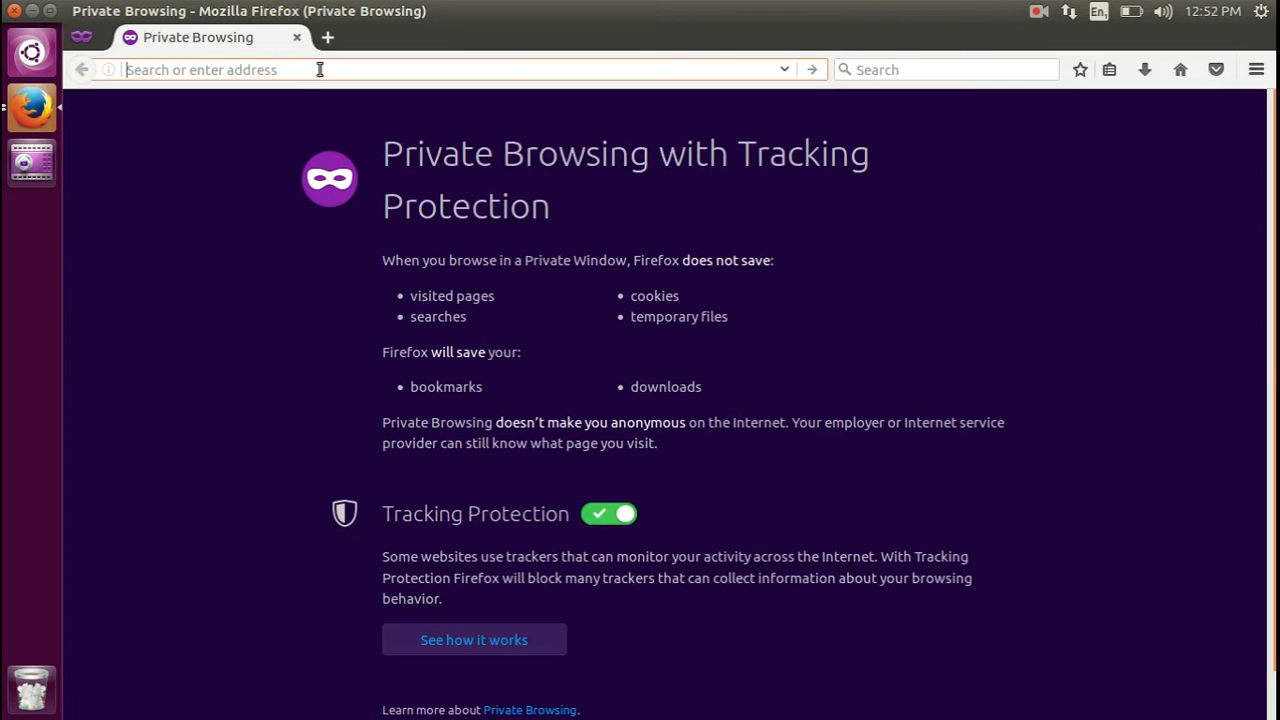 Private Browsing - Mozilla Firefox (Private Browsing)
En
12:52 PM
Private Browsing
Search or enter address
Search
Private Browsing with Tracking
Protection
When you browse in a Private Window, Firefox does not save:
• visited pages
• cookies
• searches
• temporary files
Firefox will save your:
• bookmarks
• downloads
Private Browsing doesn't make you anonymous on the Internet. Your employer or Internet service
provider can still know what page you visit.
Tracking Protection
Some websites use trackers that can monitor your activity across the Internet. With Tracking
Protection Firefox will block many trackers that can collect information about your browsing
behavior.
See how it works
Learn more about Private Browsing.